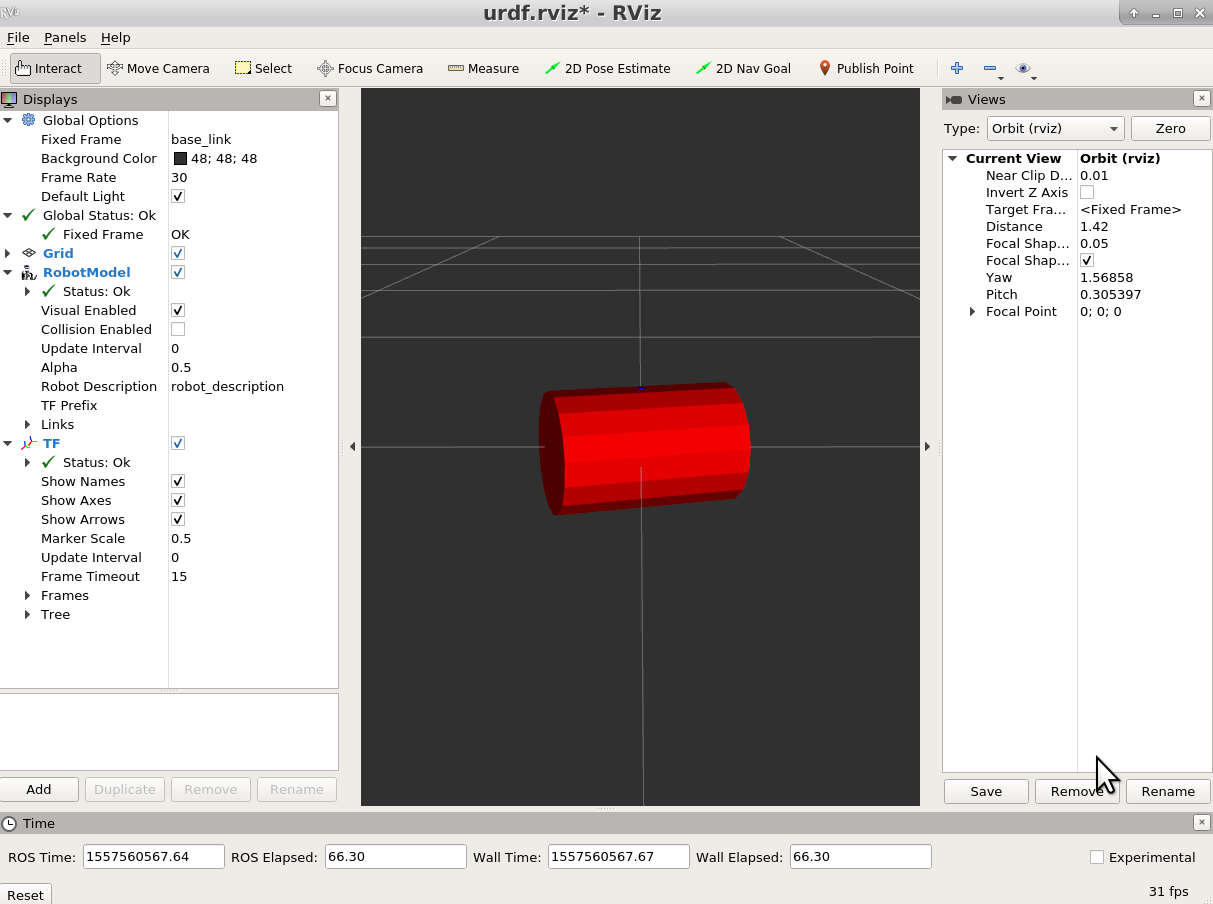 urdf.rviz* - RViz
File Panels Help
Interact Move Camera Select Focus Camera Measure 2D Pose Estimate 2D Nav Goal Publish Point
Displays
Global Options
Fixed Frame base_link
Background Color 48; 48; 48
Frame Rate 30
Default Light
Global Status: Ok
Fixed Frame OK
Grid
RobotModel
Status: Ok
Visual Enabled
Collision Enabled
Update Interval 0
Alpha 0.5
Robot Description robot_description
TF Prefix
Links
TF
Status: Ok
Show Names
Show Axes
Show Arrows
Marker Scale 0.5
Update Interval 0
Frame Timeout 15
Frames
Tree
Add Duplicate Remove Rename
Views
Type: Orbit (rviz) Zero
Current View Orbit (rviz)
Near Clip D... 0.01
Invert Z Axis
Target Fra... <Fixed Frame>
Distance 1.42
Focal Shap... 0.05
Focal Shap...
Yaw 1.56858
Pitch 0.305397
Focal Point 0; 0; 0
Save Remove Rename
Time
ROS Time: 1557560567.64 ROS Elapsed: 66.30 Wall Time: 1557560567.67 Wall Elapsed: 66.30 Experimental
Reset 31 fps